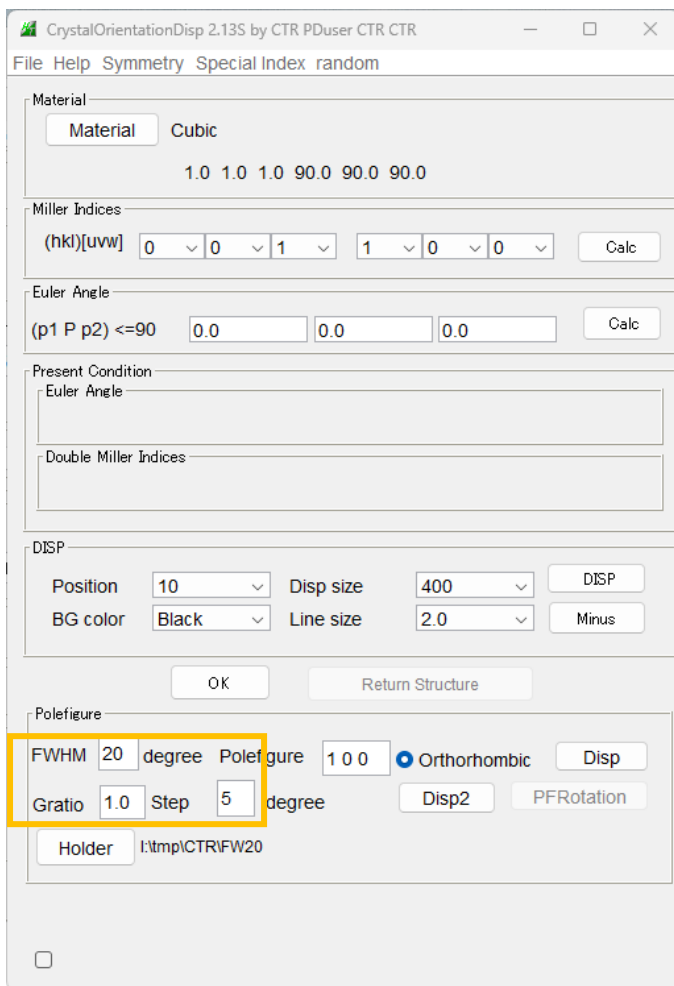 CrystalOrientationDisp 2.13S by CTR PDuser CTR CTR
File Help Symmetry Special Index random
Material
Material Cubic
1.0 1.0 1.0 90.0 90.0 90.0
Miller Indices
(hkl)[uvw] 0 0 1 1 0 0 Calc
Euler Angle
(p1 P p2) <=90 0.0 0.0 0.0 Calc
Present Condition
Euler Angle
Double Miller Indices
DISP
Position 10 Disp size 400 DISP
BG color Black Line size 2.0 Minus
OK Return Structure
Polefigure
FWHM 20 degree Polefigure 1 0 0 Orthorhombic Disp
Gratio 1.0 Step 5 degree Disp2 PFRotation
Holder I:\tmp\CTR\FW20